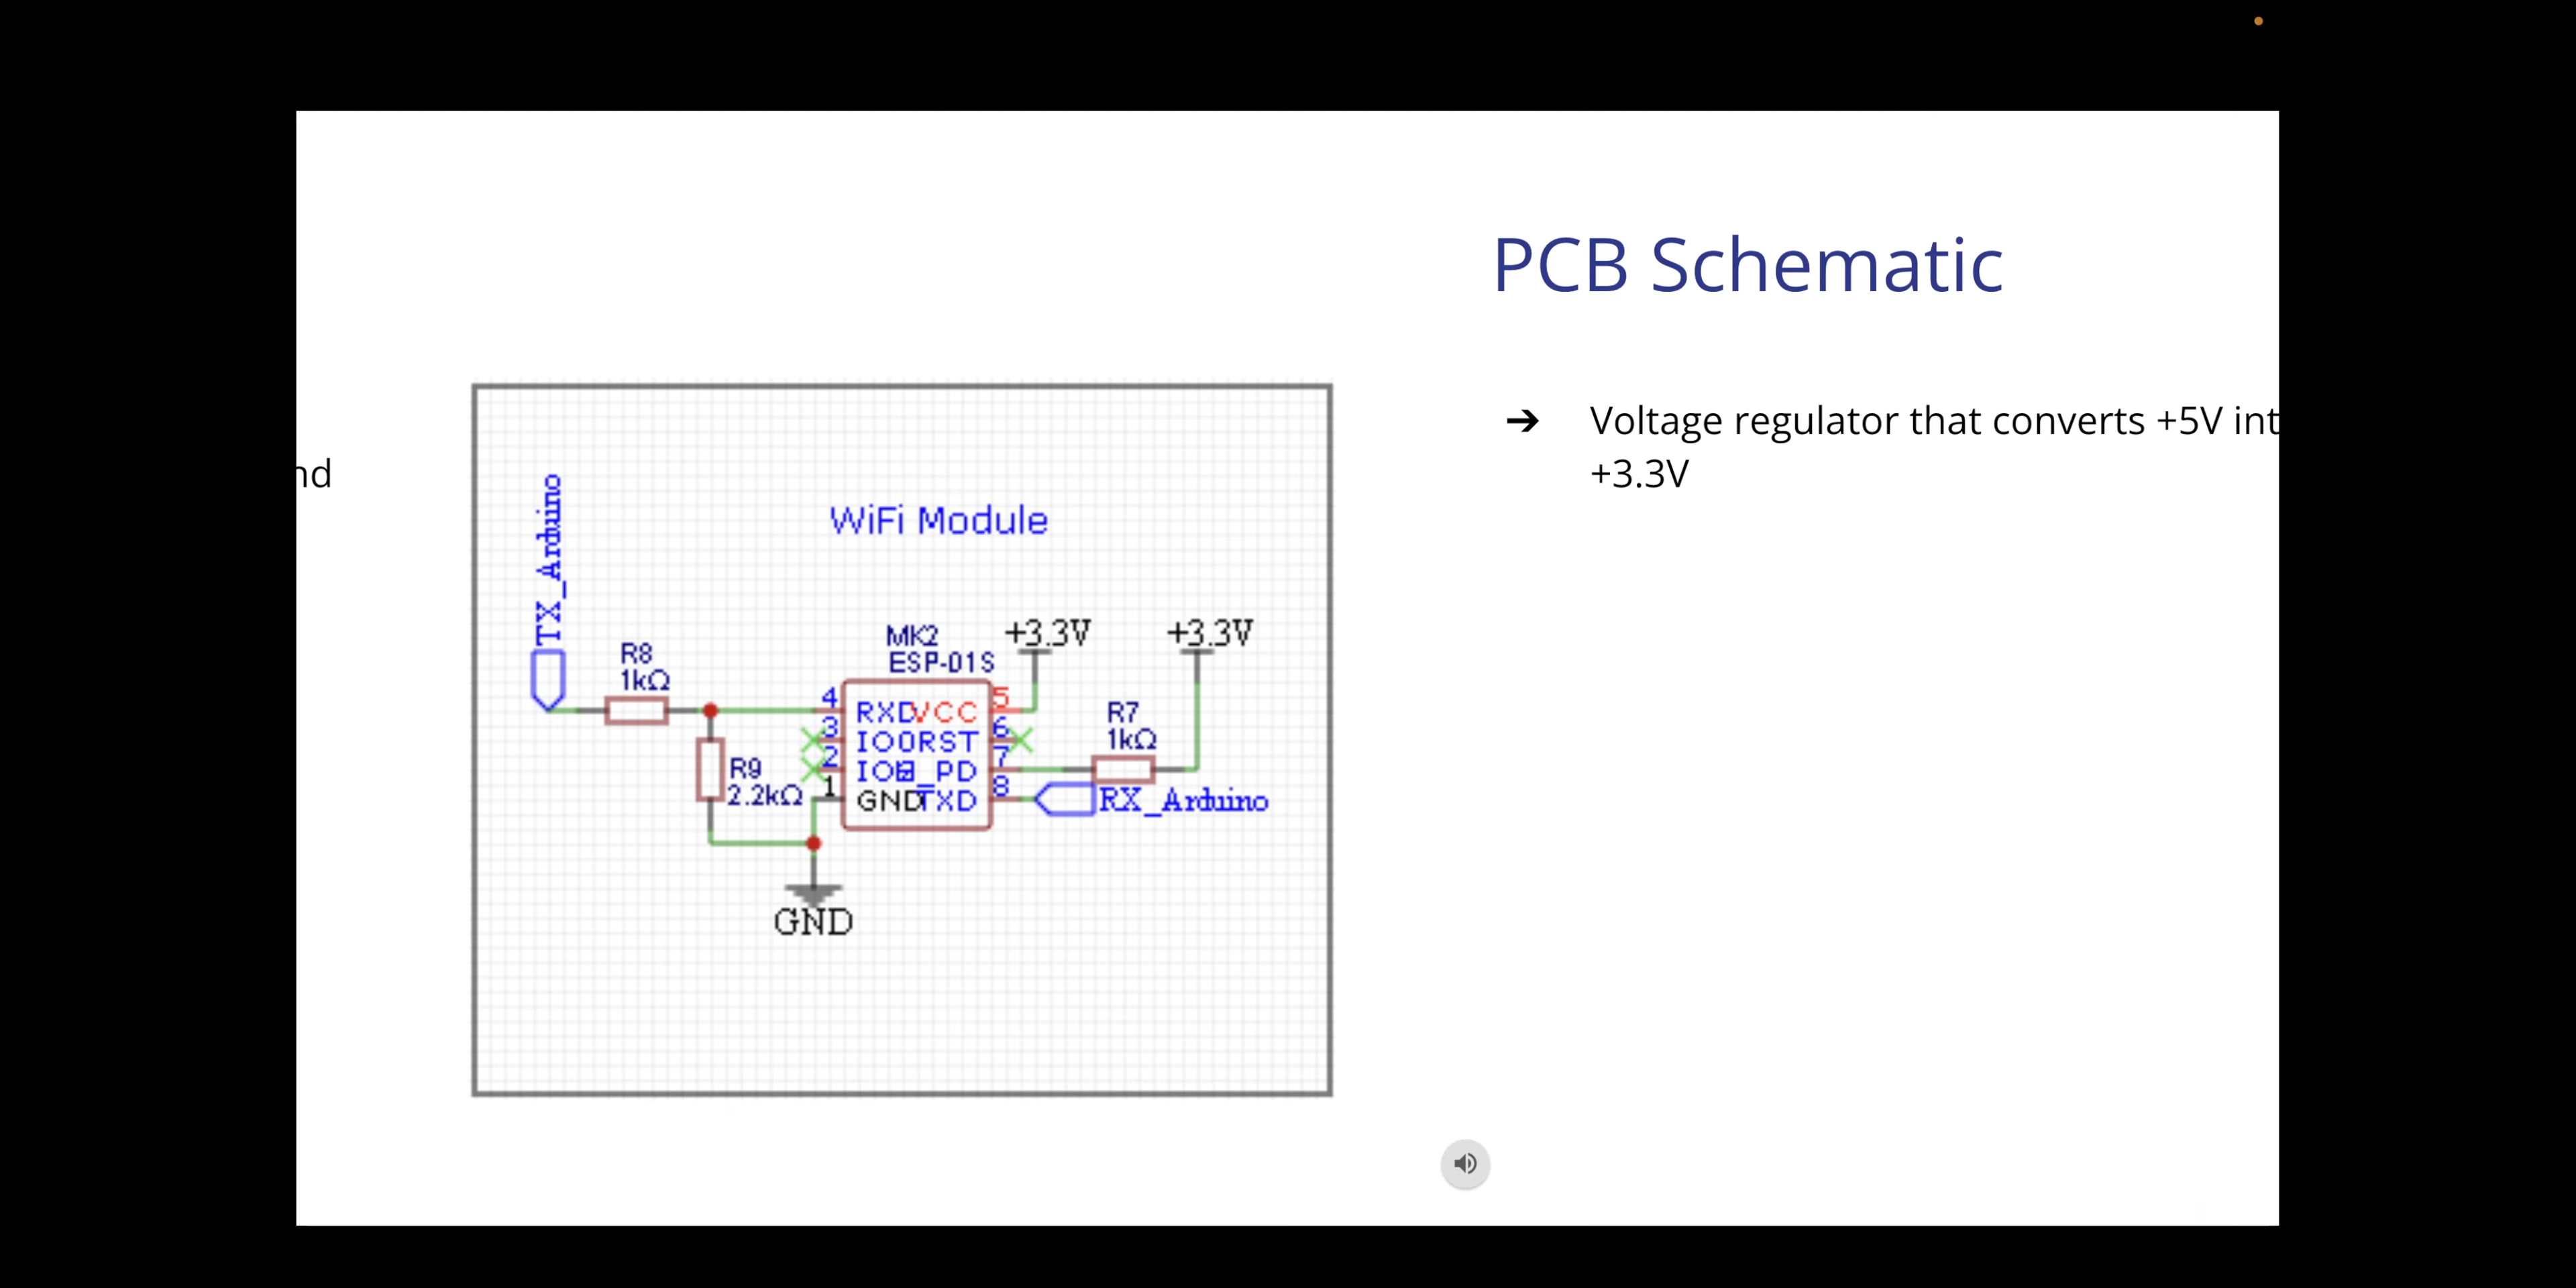 PCB Schematic
➔ Voltage regulator that converts +5V int
+3.3V
nd
WiFi Module
TX_Arduino
R8
1kΩ
R9
2.2kΩ
MK2
ESP-01S
+3.3V
+3.3V
R7
1kΩ
4 RXD VCC 5
3 IO0 RST 6
2 _PD 7
1 GND TXD 8
RX_Arduino
GND